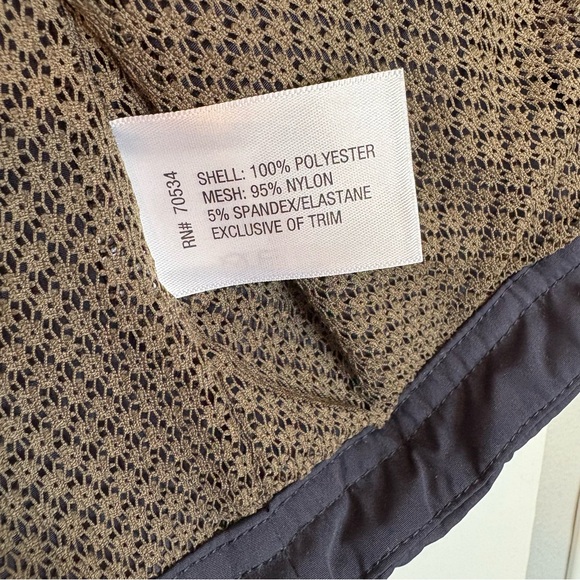 RN# 70534
SHELL: 100% POLYESTER
MESH: 95% NYLON
5% SPANDEX/ELASTANE
EXCLUSIVE OF TRIM